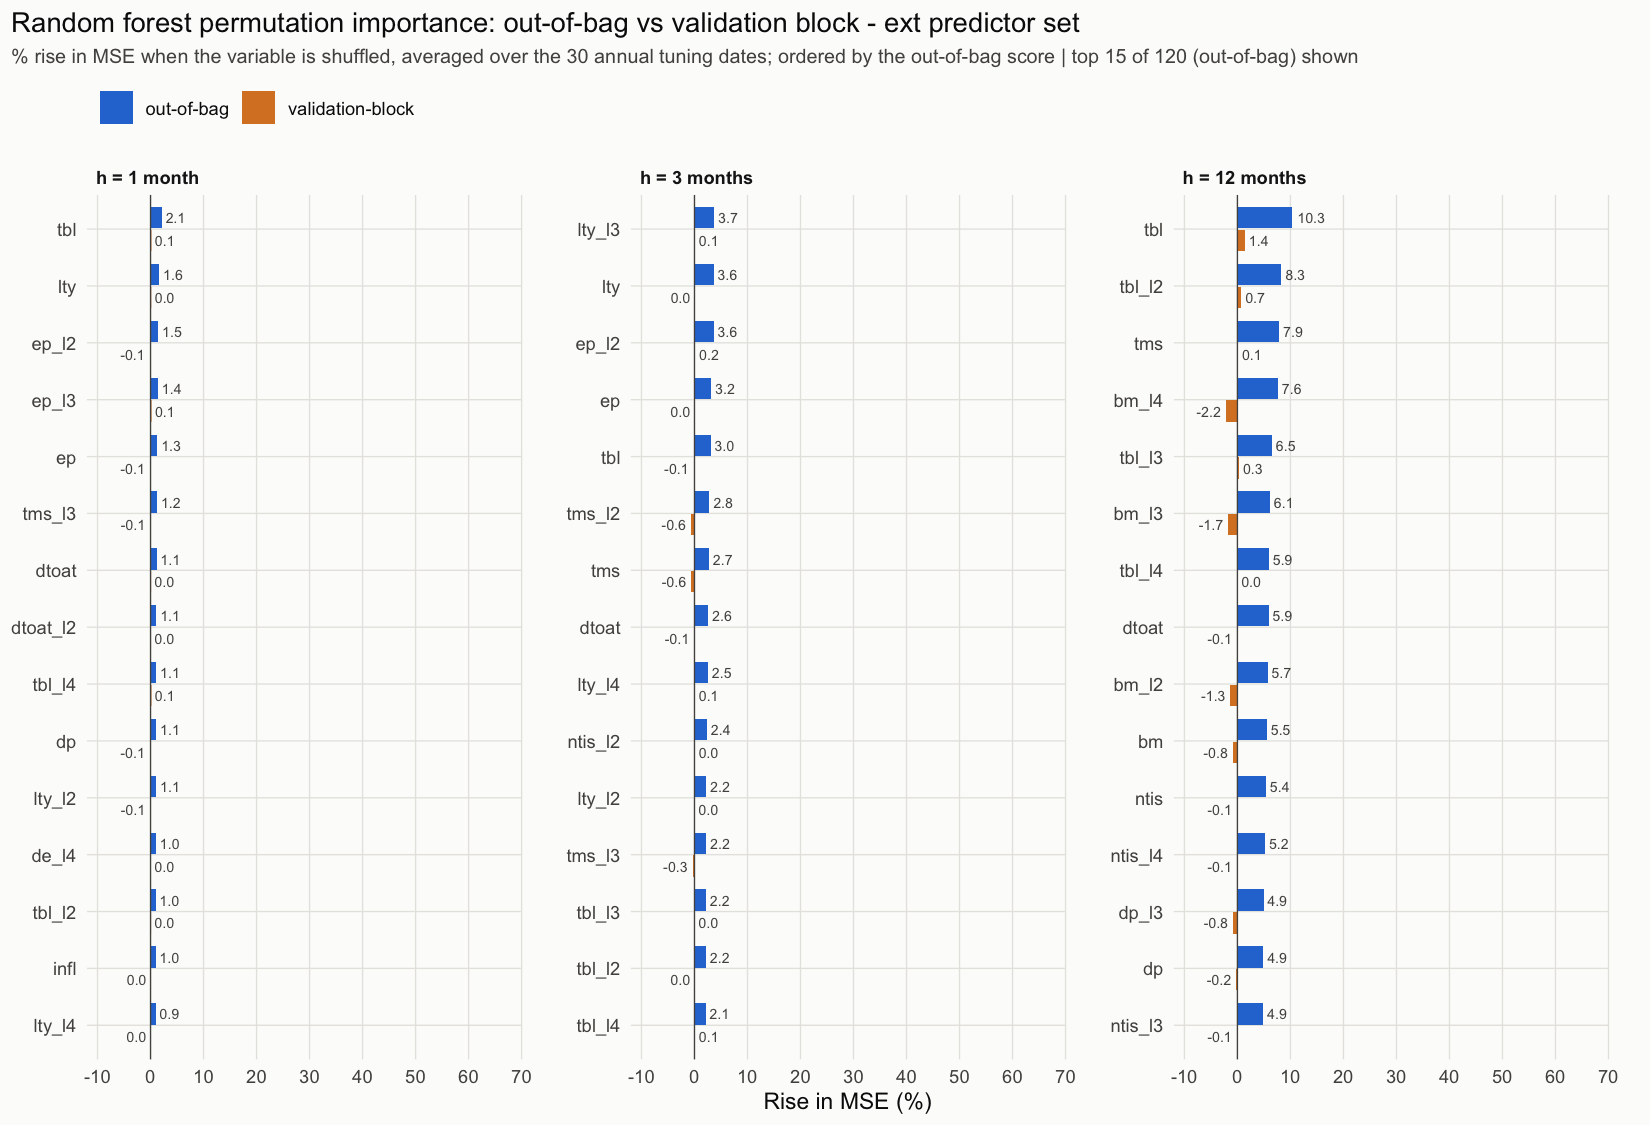 Random forest permutation importance: out-of-bag vs validation block - ext predictor set
% rise in MSE when the variable is shuffled, averaged over the 30 annual tuning dates; ordered by the out-of-bag score | top 15 of 120 (out-of-bag) shown
out-of-bag validation-block
h = 1 month
tbl 2.1 0.1
lty 1.6 0.0
ep_l2 1.5 -0.1
ep_l3 1.4 0.1
ep 1.3 -0.1
tms_l3 1.2 -0.1
dtoat 1.1 0.0
dtoat_l2 1.1 0.0
tbl_l4 1.1 0.1
dp 1.1 -0.1
lty_l2 1.1 -0.1
de_l4 1.0 0.0
tbl_l2 1.0 0.0
infl 1.0 0.0
lty_l4 0.9 0.0
-10 0 10 20 30 40 50 60 70
h = 3 months
lty_l3 3.7 0.1
lty 3.6 0.0
ep_l2 3.6 0.2
ep 3.2 0.0
tbl 3.0 -0.1
tms_l2 2.8 -0.6
tms 2.7 -0.6
dtoat 2.6 -0.1
lty_l4 2.5 0.1
ntis_l2 2.4 0.0
lty_l2 2.2 0.0
tms_l3 2.2 -0.3
tbl_l3 2.2 0.0
tbl_l2 2.2 0.0
tbl_l4 2.1 0.1
-10 0 10 20 30 40 50 60 70
h = 12 months
tbl 10.3 1.4
tbl_l2 8.3 0.7
tms 7.9 0.1
bm_l4 7.6 -2.2
tbl_l3 6.5 0.3
bm_l3 6.1 -1.7
tbl_l4 5.9 0.0
dtoat 5.9 -0.1
bm_l2 5.7 -1.3
bm 5.5 -0.8
ntis 5.4 -0.1
ntis_l4 5.2 -0.1
dp_l3 4.9 -0.8
dp 4.9 -0.2
ntis_l3 4.9 -0.1
-10 0 10 20 30 40 50 60 70
Rise in MSE (%)